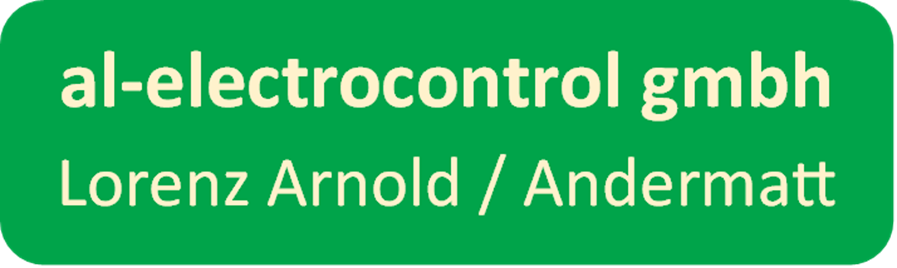 al-electrocontrol gmbh
Lorenz Arnold / Andermatt